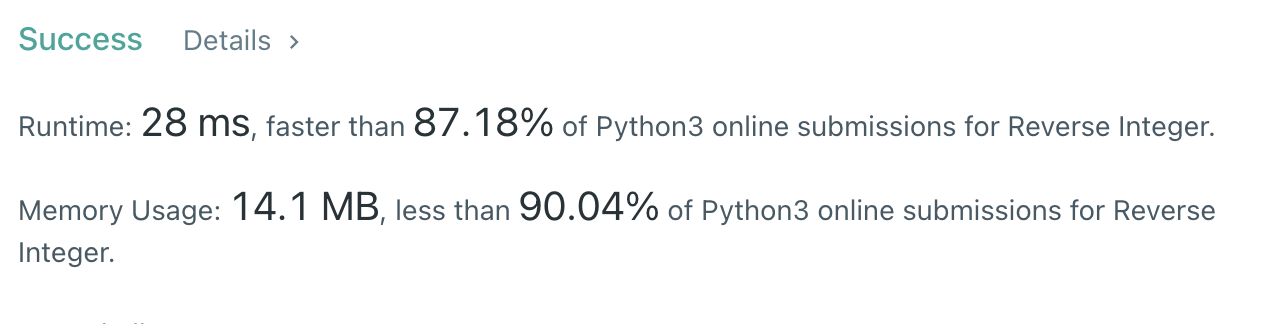 Success Details >
Runtime: 28 ms, faster than 87.18% of Python3 online submissions for Reverse Integer.
Memory Usage: 14.1 MB, less than 90.04% of Python3 online submissions for Reverse
Integer.